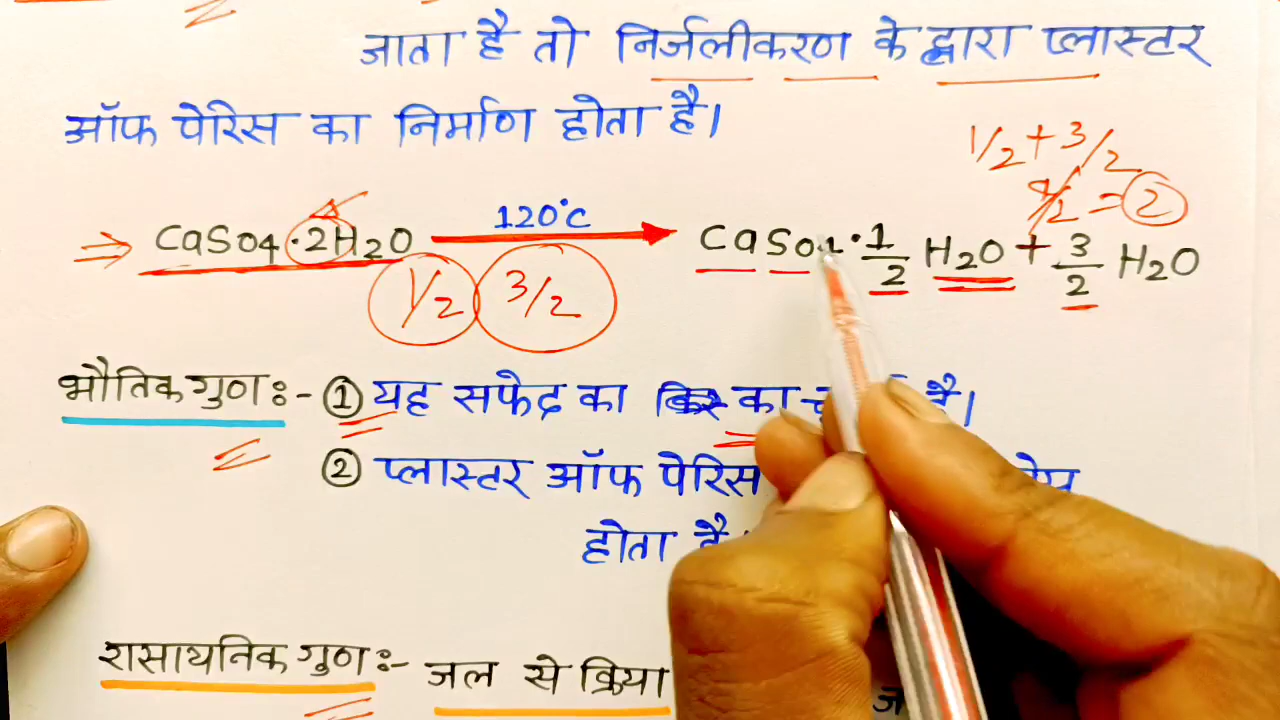 जाता है तो निर्जलीकरण के द्वारा प्लास्टर
ऑफ पेरिस का निर्माण होता है।
1/2 + 3/2
4/2 = 2
⇒ CaSO4·2H2O 120°C → CaSO4·1/2 H2O + 3/2 H2O
1/2 3/2
भौतिक गुण:- ① यह सफेद का का है।
② प्लास्टर ऑफ पेरिस
होता है।
रासायनिक गुण:- जल से क्रिया